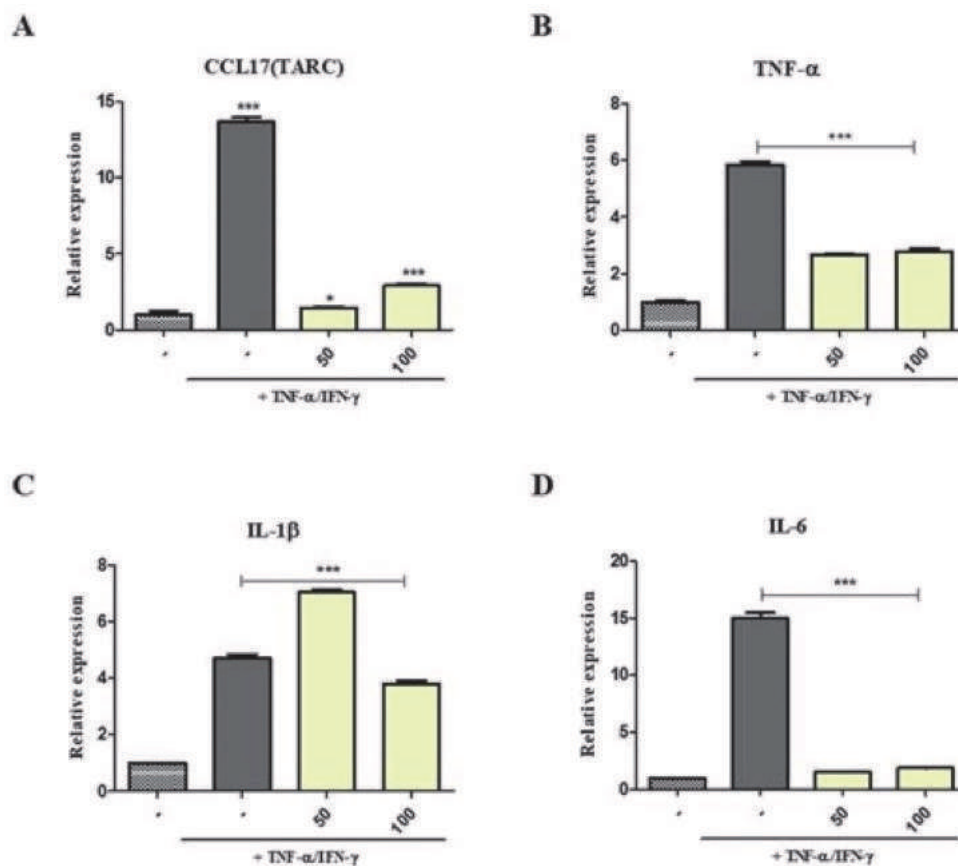 A
CCL17(TARC)
Relative expression
15
10
5
0
***
*
***
-
-
50
100
+ TNF-α/IFN-γ
B
TNF-α
Relative expression
8
6
4
2
0
***
-
-
50
100
+ TNF-α/IFN-γ
C
IL-1β
Relative expression
8
6
4
2
0
***
-
-
50
100
+ TNF-α/IFN-γ
D
IL-6
Relative expression
20
15
10
5
0
***
-
-
50
100
+ TNF-α/IFN-γ